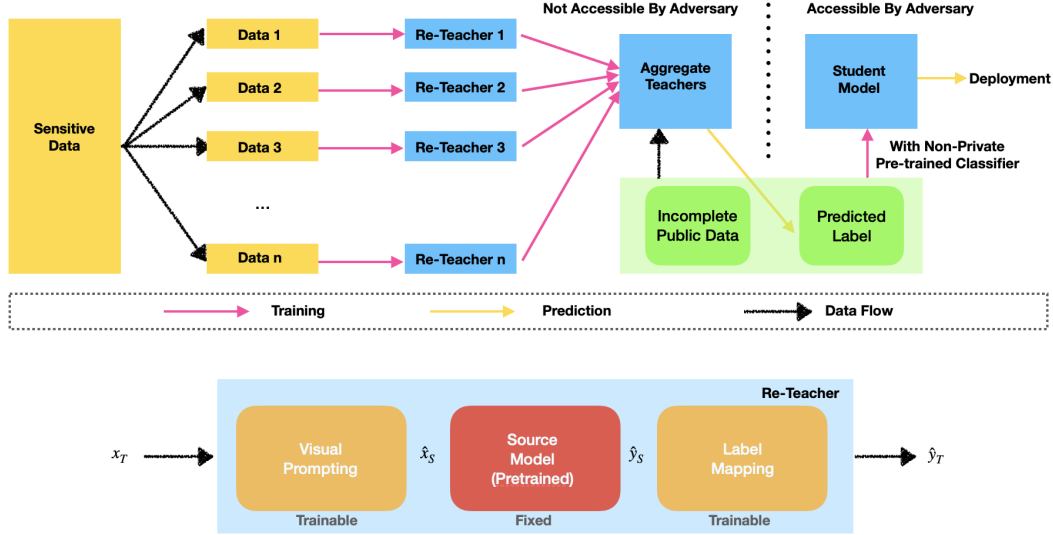 Not Accessible By Adversary
Accessible By Adversary
Sensitive
Data
Data 1
Data 2
Data 3
...
Data n
Re-Teacher 1
Re-Teacher 2
Re-Teacher 3
Re-Teacher n
Aggregate
Teachers
Student
Model
Deployment
With Non-Private
Pre-trained Classifier
Incomplete
Public Data
Predicted
Label
Training
Prediction
Data Flow
Re-Teacher
x_T
Visual
Prompting
Trainable
x̂_S
Source
Model
(Pretrained)
Fixed
ŷ_S
Label
Mapping
Trainable
ŷ_T